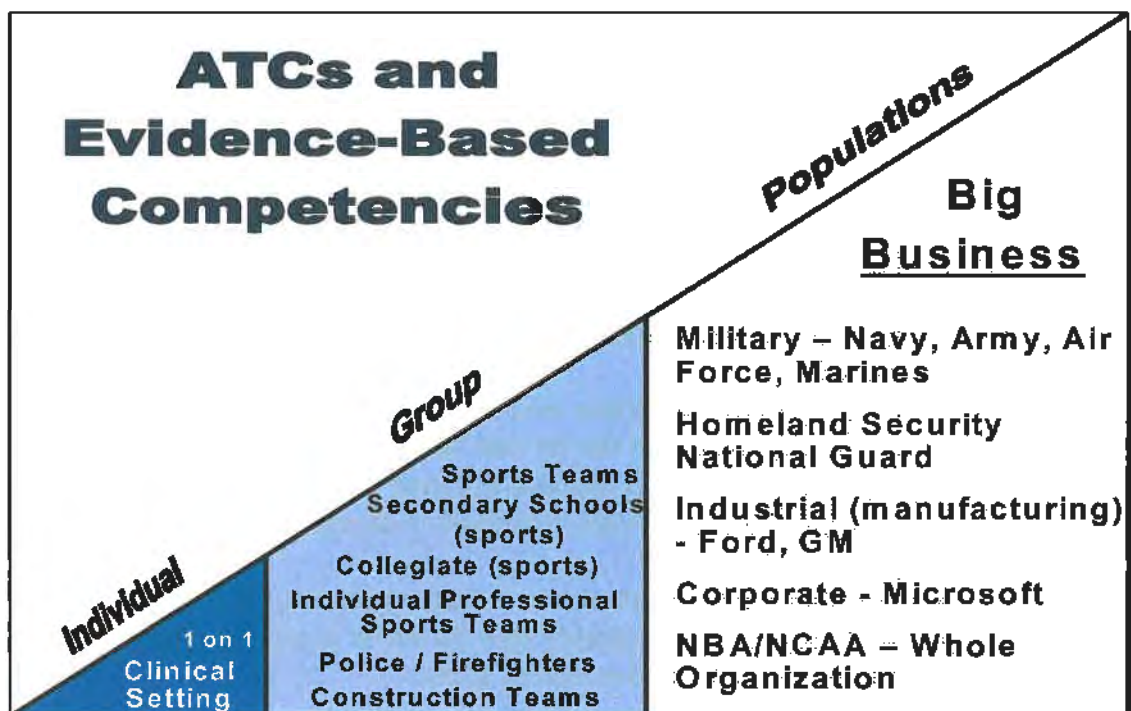 ATCs and
Evidence-Based
Competencies
Individual
1 on 1
Clinical
Setting
Group
Sports Teams
Secondary Schools
(sports)
Collegiate (sports)
Individual Professional
Sports Teams
Police / Firefighters
Construction Teams
Populations
Big
Business
Military – Navy, Army, Air
Force, Marines
Homeland Security
National Guard
Industrial (manufacturing)
- Ford, GM
Corporate - Microsoft
NBA/NCAA – Whole
Organization